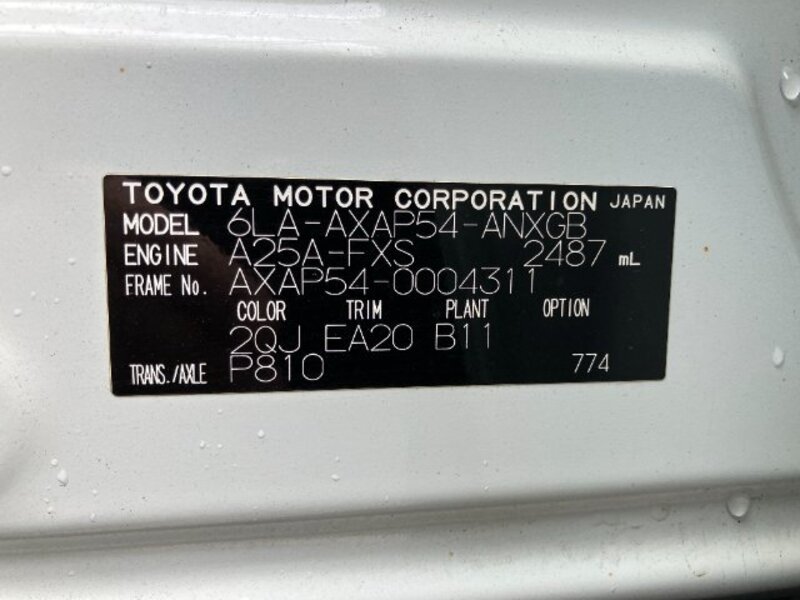 TOYOTA MOTOR CORPORATION JAPAN
MODEL 6LA-AXAP54-ANXGB
ENGINE A25A-FXS 2487 mL
FRAME No. AXAP54-0004311
COLOR TRIM PLANT OPTION
2QJ EA20 B11
TRANS./AXLE P810 774